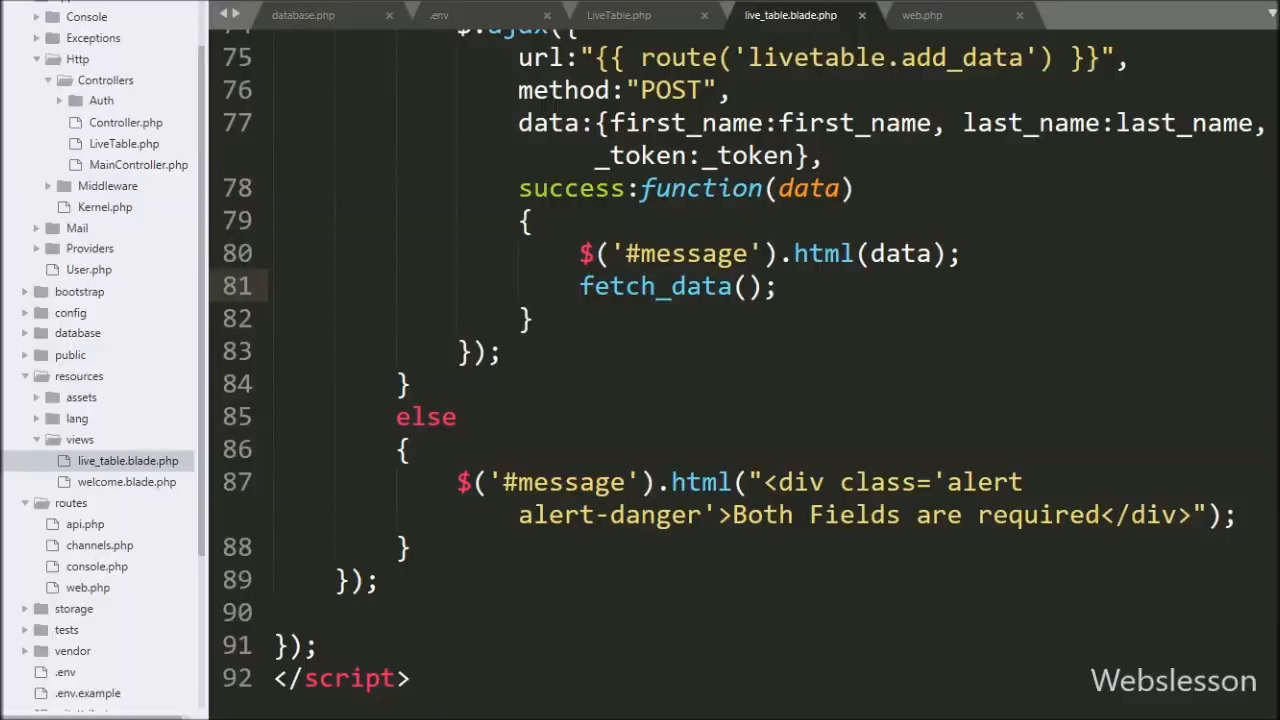 database.php
.env
LiveTable.php
live_table.blade.php
web.php
Console
Exceptions
Http
Controllers
Auth
Controller.php
LiveTable.php
MainController.php
Middleware
Kernel.php
Mail
Providers
User.php
bootstrap
config
database
public
resources
assets
lang
views
live_table.blade.php
welcome.blade.php
routes
api.php
channels.php
console.php
web.php
storage
tests
vendor
.env
.env.example
$.ajax({
75 url:"{{ route('livetable.add_data') }}",
76 method:"POST",
77 data:{first_name:first_name, last_name:last_name,
_token:_token},
78 success:function(data)
79 {
80 $('#message').html(data);
81 fetch_data();
82 }
83 });
84 }
85 else
86 {
87 $('#message').html("<div class='alert
alert-danger'>Both Fields are required</div>");
88 }
89 });
90
91 });
92 </script>
Webslesson